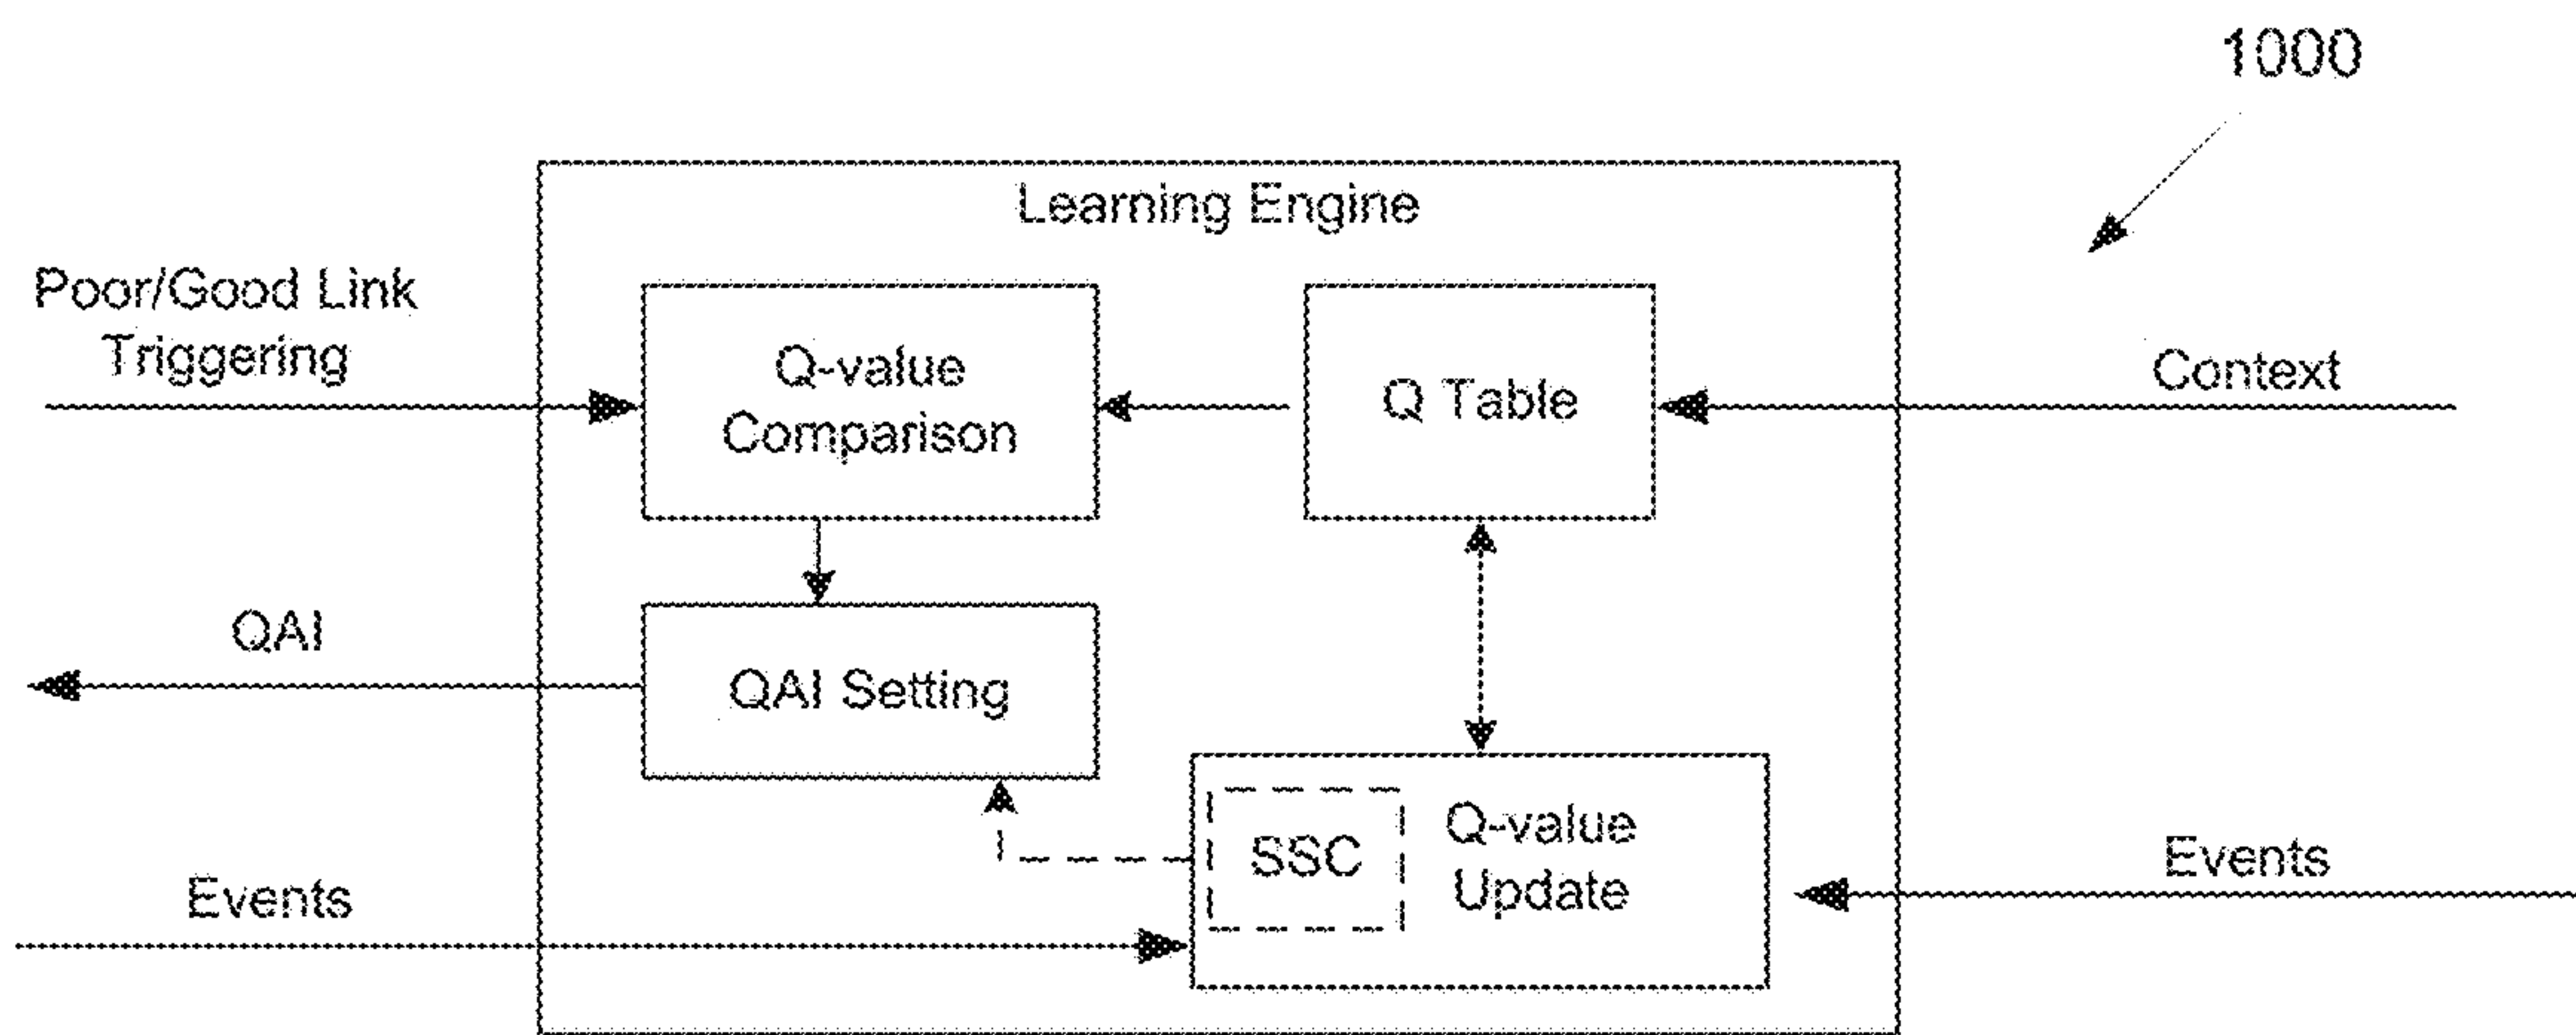 1000
Learning Engine
Poor/Good Link
Triggering
Q-value
Comparison
Q Table
Context
QAI
QAI Setting
SSC
Q-value
Update
Events
Events